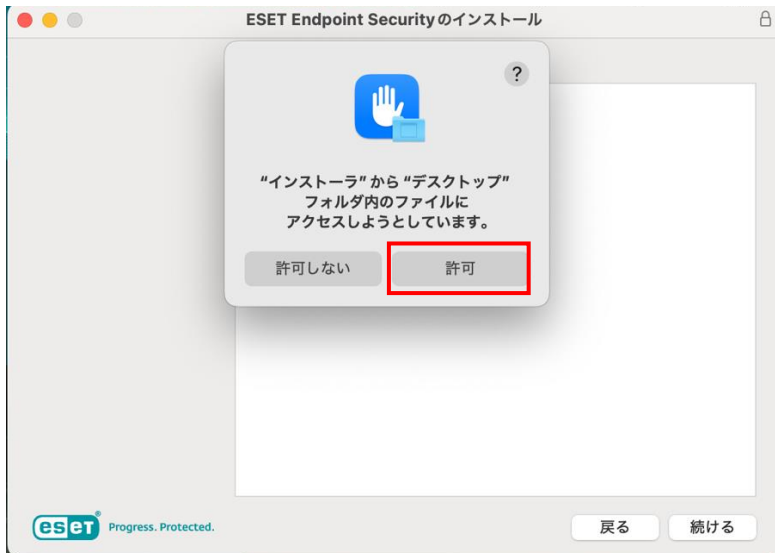 ESET Endpoint Securityのインストール
?
“インストーラ”から“デスクトップ”
フォルダ内のファイルに
アクセスしようとしています。
許可しない
許可
eseT® Progress. Protected.
戻る
続ける